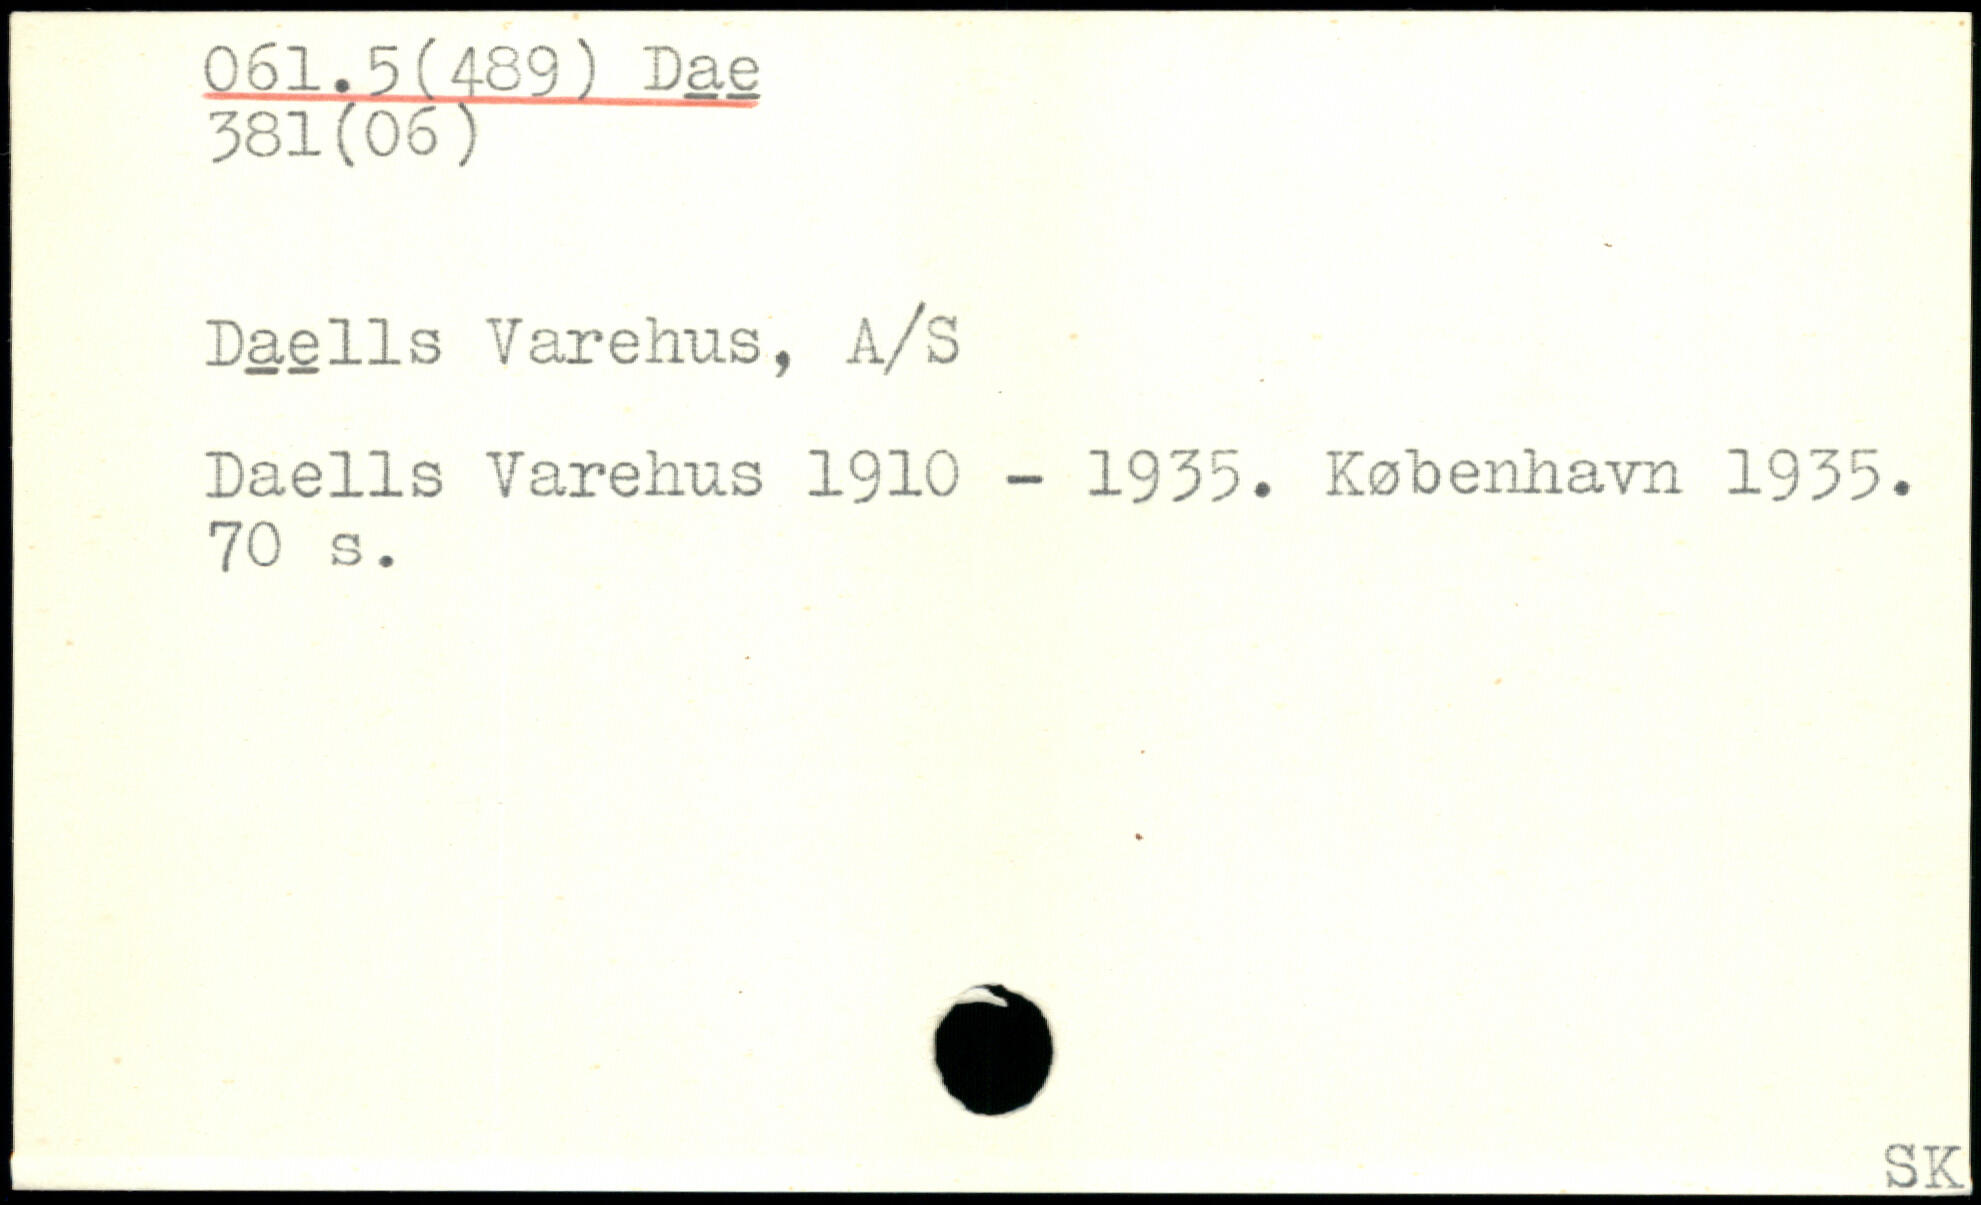 061.5(489) Dae
381(06)
Daells Varehus, A/S
Daells Varehus 1910 - 1935. København 1935.
70 s.
SK